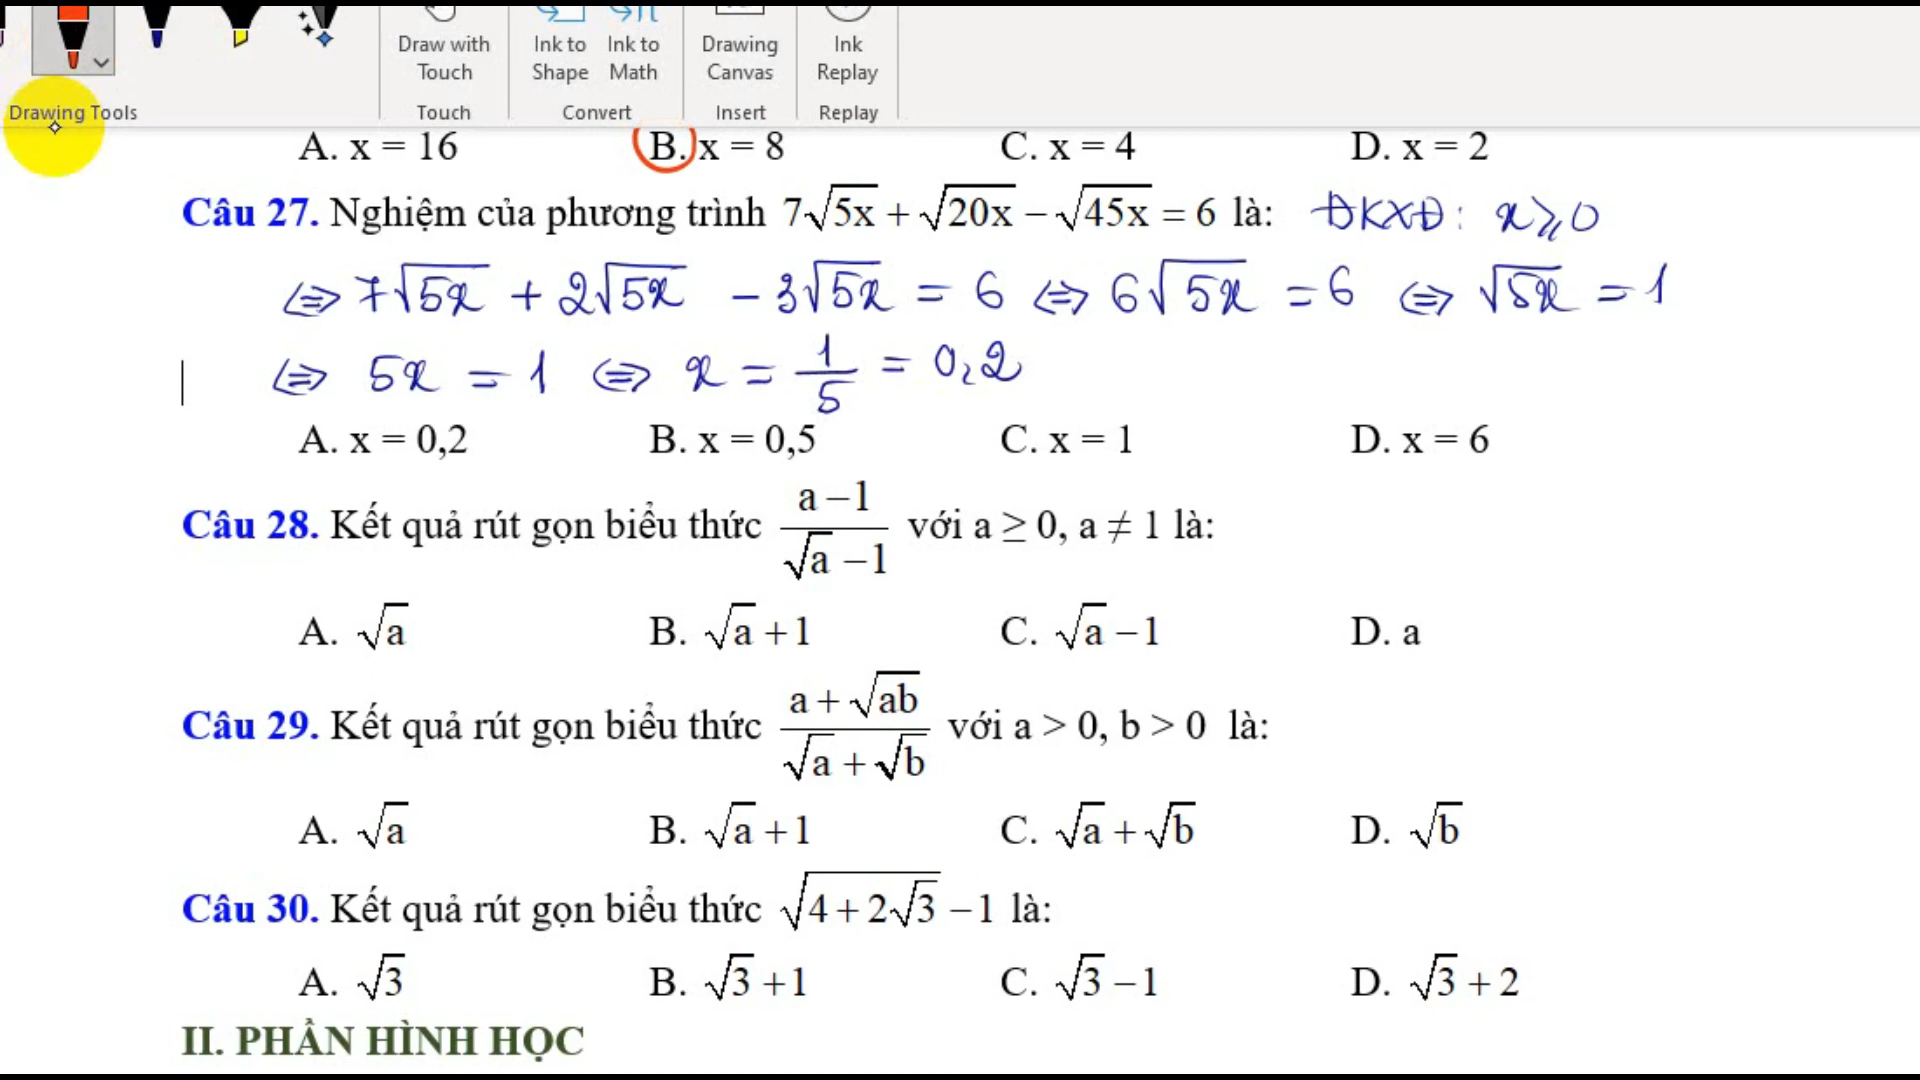 Draw with Touch
Ink to Shape
Ink to Math
Drawing Canvas
Ink Replay
Drawing Tools
Touch
Convert
Insert
Replay
A. x = 16 B. x = 8 C. x = 4 D. x = 2
Câu 27. Nghiệm của phương trình 7√5x + √20x − √45x = 6 là: ĐKXĐ: x ≥ 0
⇔ 7√5x + 2√5x − 3√5x = 6 ⇔ 6√5x = 6 ⇔ √5x = 1
⇔ 5x = 1 ⇔ x = 1/5 = 0,2
A. x = 0,2 B. x = 0,5 C. x = 1 D. x = 6
Câu 28. Kết quả rút gọn biểu thức (a − 1)/(√a − 1) với a ≥ 0, a ≠ 1 là:
A. √a B. √a + 1 C. √a − 1 D. a
Câu 29. Kết quả rút gọn biểu thức (a + √ab)/(√a + √b) với a > 0, b > 0 là:
A. √a B. √a + 1 C. √a + √b D. √b
Câu 30. Kết quả rút gọn biểu thức √(4 + 2√3) − 1 là:
A. √3 B. √3 + 1 C. √3 − 1 D. √3 + 2
II. PHẦN HÌNH HỌC